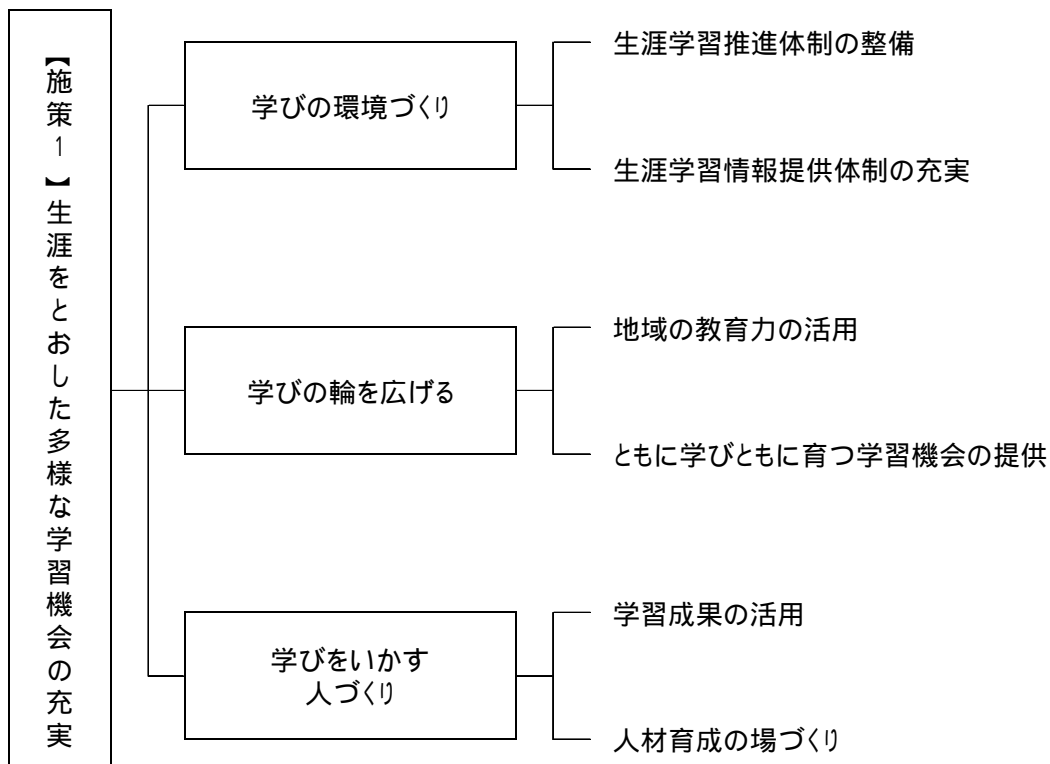 【施策1】生涯をとおした多様な学習機会の充実
学びの環境づくり
生涯学習推進体制の整備
生涯学習情報提供体制の充実
学びの輪を広げる
地域の教育力の活用
ともに学びともに育つ学習機会の提供
学びをいかす
人づくり
学習成果の活用
人材育成の場づくり